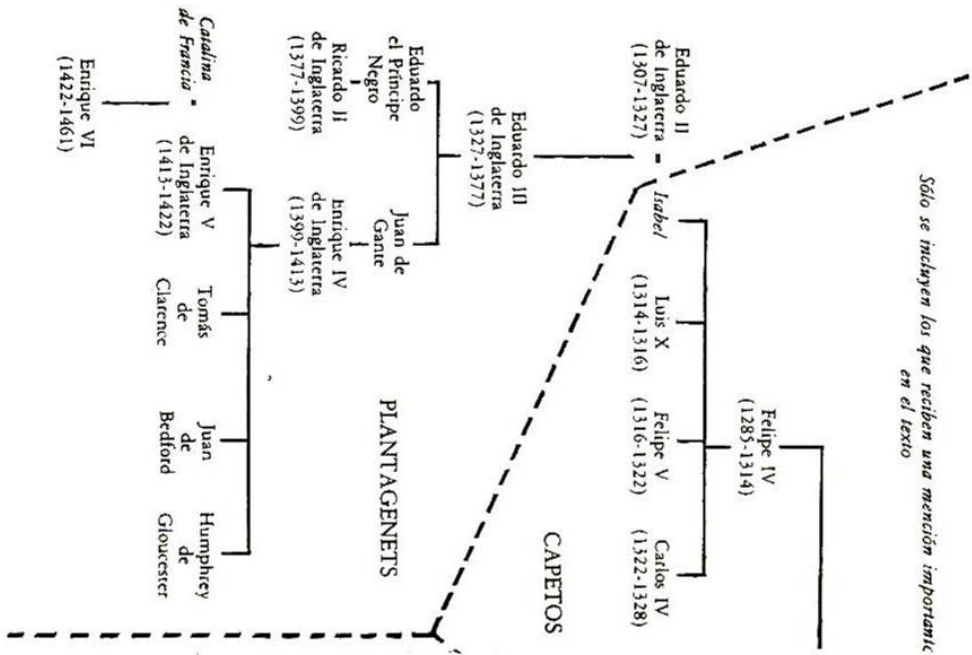 Sólo se incluyen los que reciben una mención importante
en el texto
Felipe IV
(1285-1314)
Isabel
Luis X
(1314-1316)
Felipe V
(1316-1322)
Carlos IV
(1322-1328)
CAPETOS
Eduardo II
de Inglaterra =
(1307-1327)
Eduardo III
de Inglaterra
(1327-1377)
PLANTAGENETS
Eduardo
el Príncipe
Negro
Juan de
Gante
Ricardo II
de Inglaterra
(1377-1399)
Enrique IV
de Inglaterra
(1399-1413)
Catalina
de Francia =
Enrique V
de Inglaterra
(1413-1422)
Tomás
de
Clarence
Juan
de
Bedford
Humphrey
de
Gloucester
Enrique VI
(1422-1461)